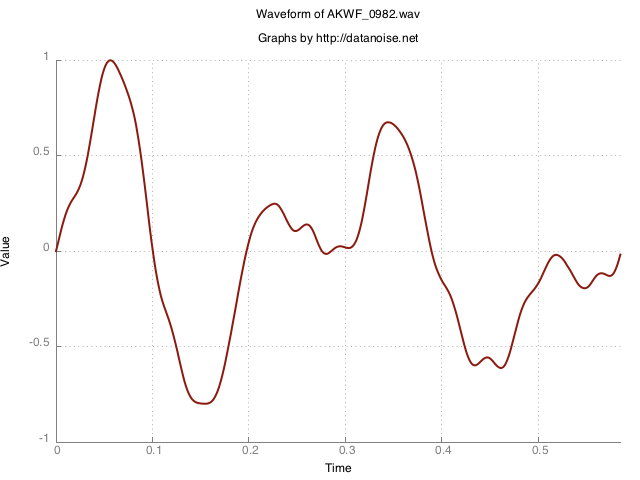 Waveform of AKWF_0982.wav
Graphs by http://datanoise.net
1
0.5
0
-0.5
-1
Value
0 0.1 0.2 0.3 0.4 0.5
Time